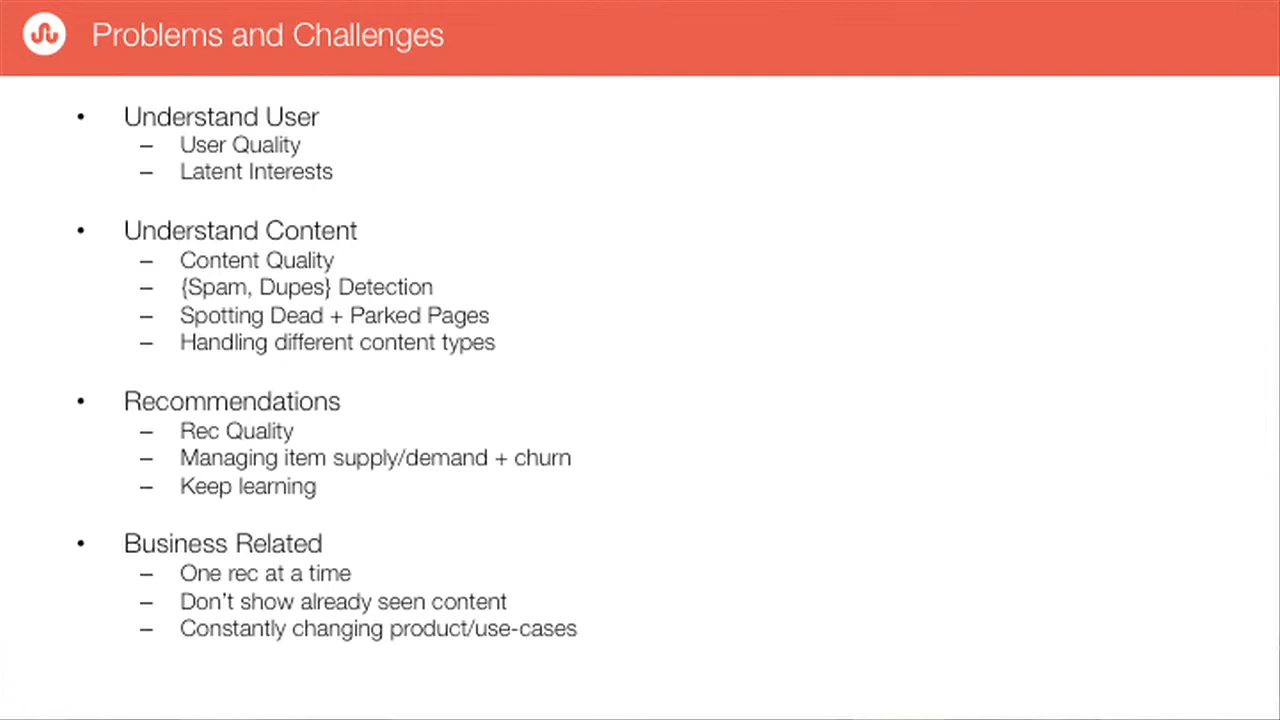 Problems and Challenges
• Understand User
– User Quality
– Latent Interests
• Understand Content
– Content Quality
– {Spam, Dupes} Detection
– Spotting Dead + Parked Pages
– Handling different content types
• Recommendations
– Rec Quality
– Managing item supply/demand + churn
– Keep learning
• Business Related
– One rec at a time
– Don't show already seen content
– Constantly changing product/use-cases